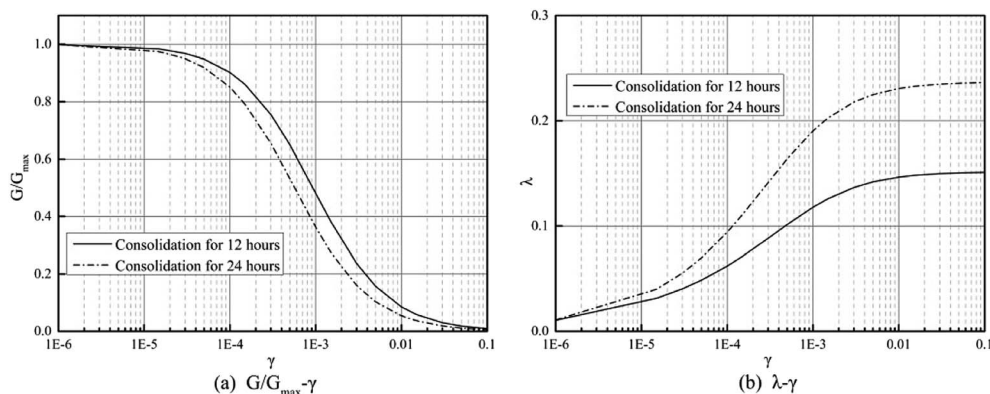 1.0
0.8
0.6
0.4
0.2
0.0
G/G_max
Consolidation for 12 hours
Consolidation for 24 hours
1E-6 1E-5 1E-4 1E-3 0.01 0.1
γ
(a) G/G_max-γ
0.3
0.2
0.1
0.0
λ
Consolidation for 12 hours
Consolidation for 24 hours
1E-6 1E-5 1E-4 1E-3 0.01 0.1
γ
(b) λ-γ